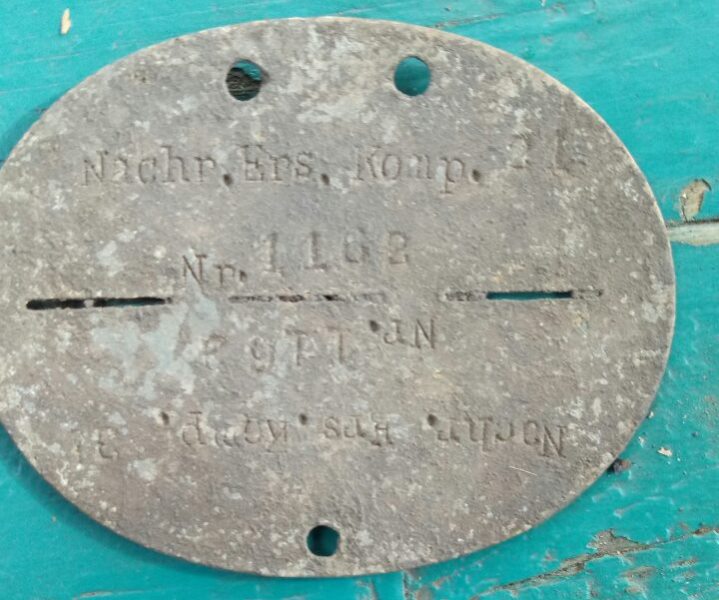 Nachr. Ers. Komp.
Nr. 1162
Nr. 1162
Nachr. Ers. Komp.